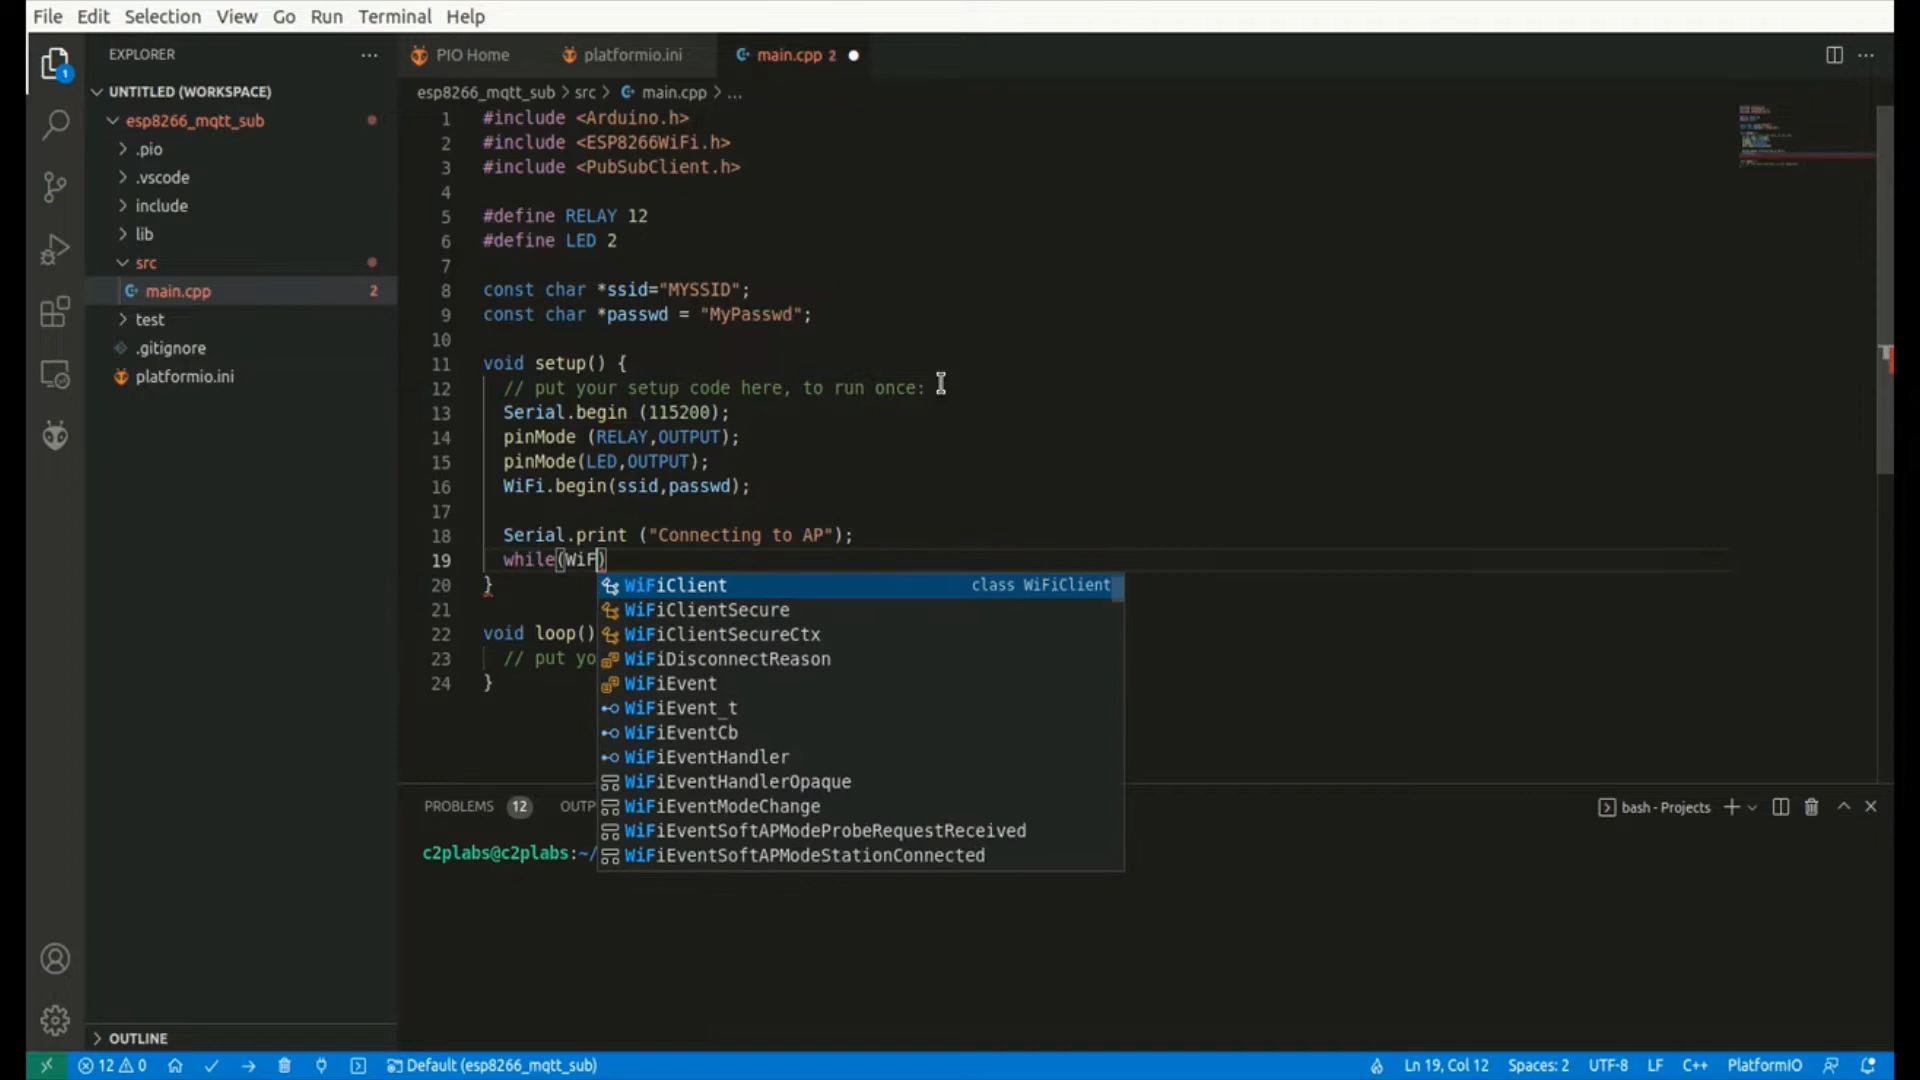 File Edit Selection View Go Run Terminal Help
EXPLORER
PIO Home
platformio.ini
main.cpp 2
UNTITLED (WORKSPACE)
esp8266_mqtt_sub > src > main.cpp > ...
esp8266_mqtt_sub
.pio
.vscode
include
lib
src
main.cpp 2
test
.gitignore
platformio.ini
1 #include <Arduino.h>
2 #include <ESP8266WiFi.h>
3 #include <PubSubClient.h>
4
5 #define RELAY 12
6 #define LED 2
7
8 const char *ssid="MYSSID";
9 const char *passwd = "MyPasswd";
10
11 void setup() {
12 // put your setup code here, to run once:
13 Serial.begin (115200);
14 pinMode (RELAY,OUTPUT);
15 pinMode(LED,OUTPUT);
16 WiFi.begin(ssid,passwd);
17
18 Serial.print ("Connecting to AP");
19 while(WiF)
20 }
21
22 void loop()
23 // put yo
24 }
WiFiClient class WiFiClient
WiFiClientSecure
WiFiClientSecureCtx
WiFiDisconnectReason
WiFiEvent
WiFiEvent_t
WiFiEventCb
WiFiEventHandler
WiFiEventHandlerOpaque
WiFiEventModeChange
WiFiEventSoftAPModeProbeRequestReceived
WiFiEventSoftAPModeStationConnected
PROBLEMS 12 OUTP
bash - Projects
c2plabs@c2plabs:~/
OUTLINE
12 0
Default (esp8266_mqtt_sub)
Ln 19, Col 12 Spaces: 2 UTF-8 LF C++ PlatformIO